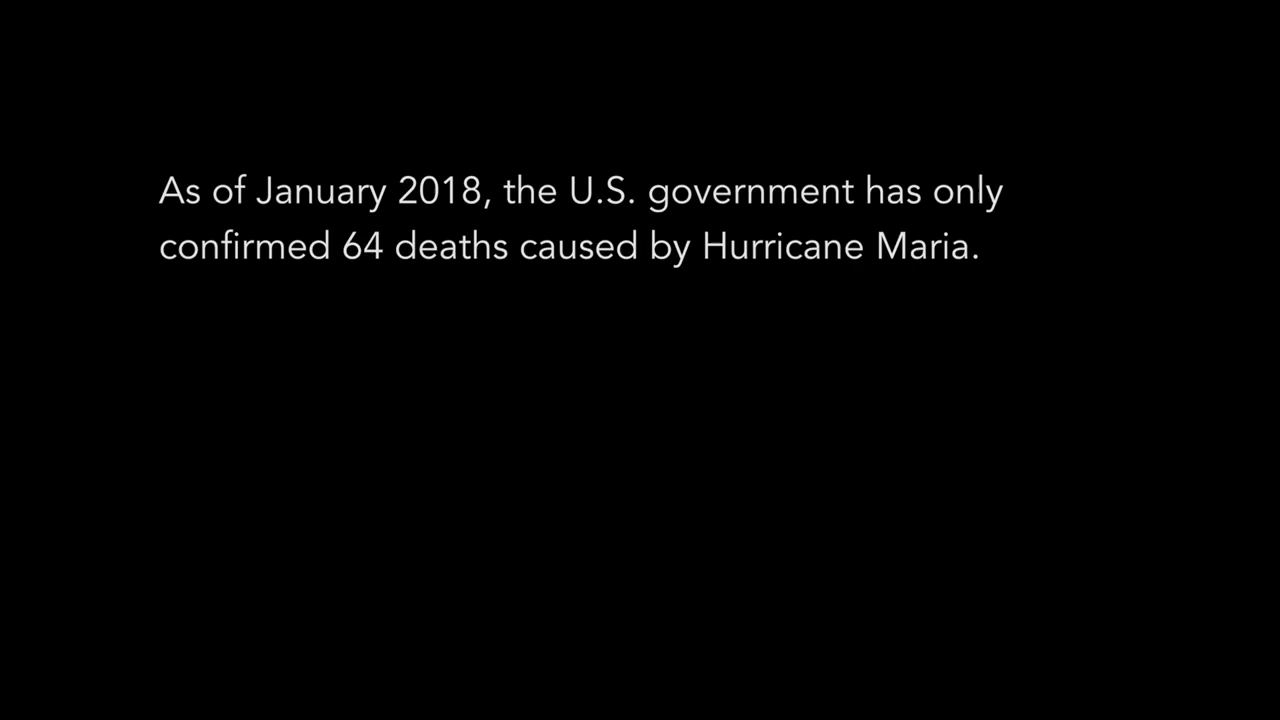 As of January 2018, the U.S. government has only
confirmed 64 deaths caused by Hurricane Maria.